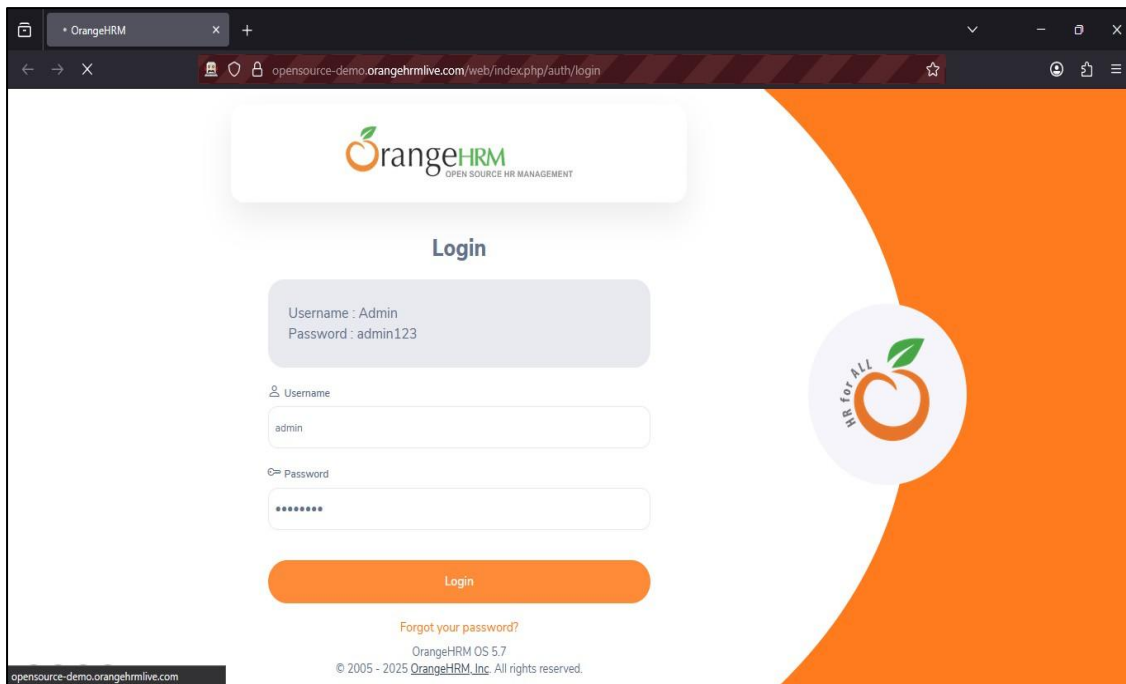 OrangeHRM
opensource-demo.orangehrmlive.com/web/index.php/auth/login
OrangeHRM
OPEN SOURCE HR MANAGEMENT
Login
Username : Admin
Password : admin123
Username
admin
Password
••••••••
Login
Forgot your password?
OrangeHRM OS 5.7
© 2005 - 2025 OrangeHRM, Inc. All rights reserved.
HR for ALL
opensource-demo.orangehrmlive.com